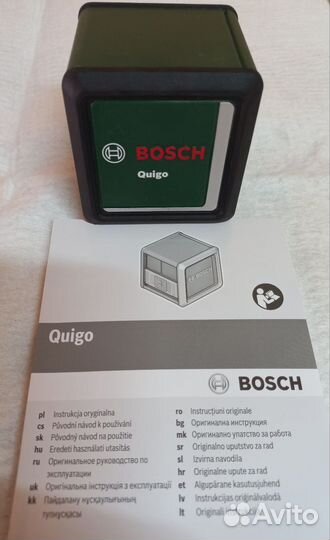 BOSCH
Quigo
Quigo
BOSCH
pl Instrukcja oryginalna
cs Původní návod k používání
sk Pôvodný návod na použitie
hu Eredeti használati utasítás
ru Оригинальное руководство по
эксплуатации
uk Оригінальна інструкція з експлуатації
kk Пайдалану нұсқаулығының
түпнұсқасы
ro Instrucțiuni originale
bg Оригинална инструкция
mk Оригинално упатство за работа
sr Originalno uputstvo za rad
sl Izvirna navodila
hr Originalne upute za rad
et Algupärane kasutusjuhend
lv Instrukcijas oriģinālvalodā
lt Originali
Avito